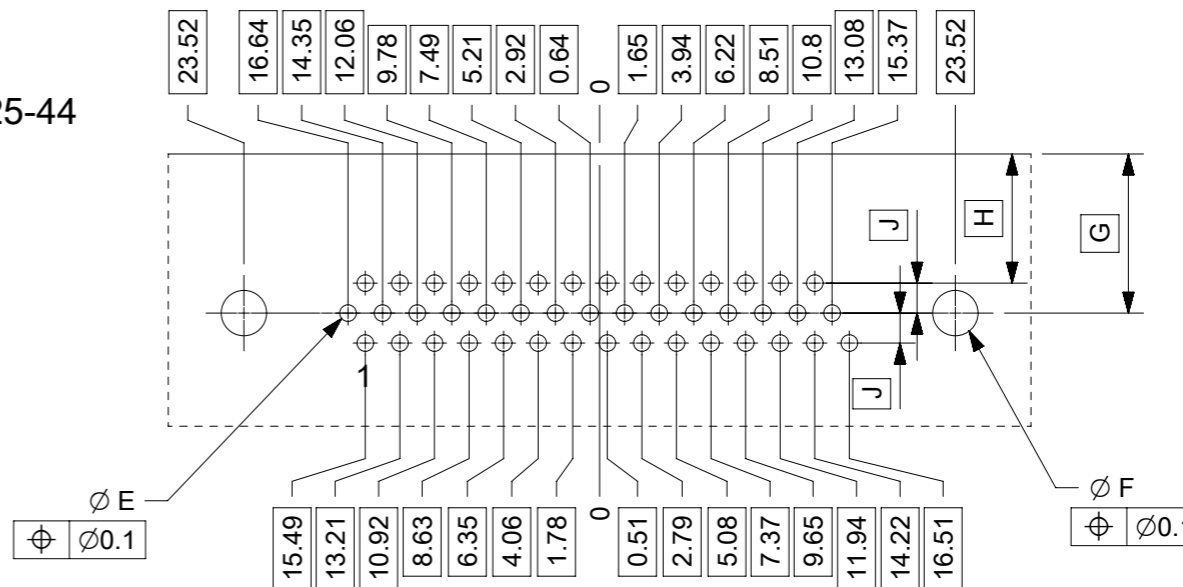 23.52 16.64 14.35 12.06 9.78 7.49 5.21 2.92 0.64 0 1.65 3.94 6.22 8.51 10.8 13.08 15.37 23.52
25-44
H
J
G
1
J
Ø E
Ø F
⌖ Ø0.1
⌖ Ø0.1
15.49 13.21 10.92 8.63 6.35 4.06 1.78 0 0.51 2.79 5.08 7.37 9.65 11.94 14.22 16.51